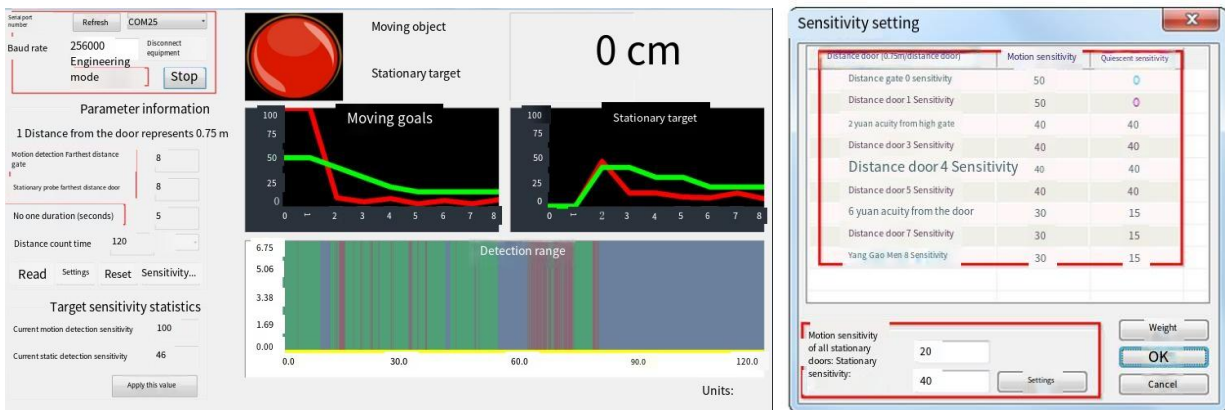 Serial port
number
Refresh
COM25
Baud rate
256000
Engineering
mode
Disconnect
equipment
Stop
Parameter information
1 Distance from the door represents 0.75 m
Motion detection Farthest distance
gate
8
Stationary probe farthest distance door
8
No one duration (seconds)
5
Distance count time
120
Read
Settings
Reset
Sensitivity...
Target sensitivity statistics
Current motion detection sensitivity
100
Current static detection sensitivity
46
Apply this value
Moving object
Stationary target
0 cm
Moving goals
100
75
50
25
0
0 1 2 3 4 5 6 7 8
Stationary target
100
75
50
25
0
0 1 2 3 4 5 6 7 8
Detection range
6.75
5.06
3.38
1.69
0.00
0.0 30.0 60.0 90.0 120.0
Units:
Sensitivity setting
Distance door (0.75m/distance door) Motion sensitivity Quiescent sensitivity
Distance gate 0 sensitivity 50 0
Distance door 1 Sensitivity 50 0
2 yuan acuity from high gate 40 40
Distance door 3 Sensitivity 40 40
Distance door 4 Sensitivity 40 40
Distance door 5 Sensitivity 40 40
6 yuan acuity from the door 30 15
Distance door 7 Sensitivity 30 15
Yang Gao Men 8 Sensitivity 30 15
Motion sensitivity
of all stationary
doors: Stationary
sensitivity:
20
40
Settings
Weight
OK
Cancel